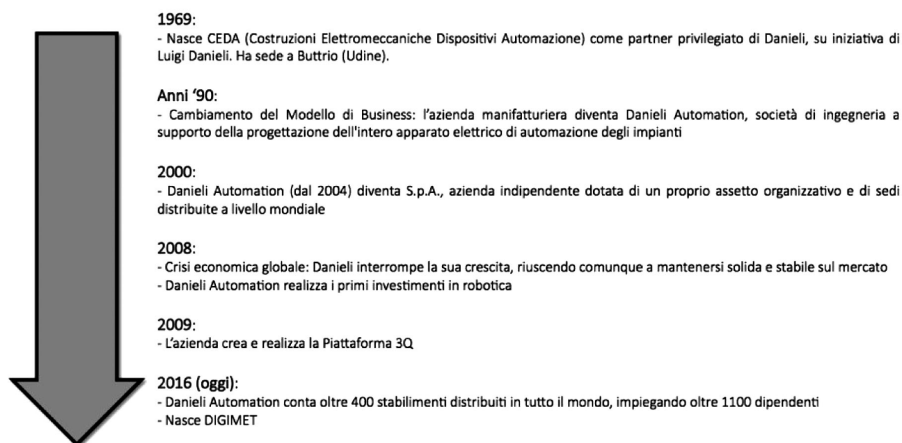 1969:
- Nasce CEDA (Costruzioni Elettromeccaniche Dispositivi Automazione) come partner privilegiato di Danieli, su iniziativa di
Luigi Danieli. Ha sede a Buttrio (Udine).
Anni ‘90:
- Cambiamento del Modello di Business: l’azienda manifatturiera diventa Danieli Automation, società di ingegneria a
supporto della progettazione dell'intero apparato elettrico di automazione degli impianti
2000:
- Danieli Automation (dal 2004) diventa S.p.A., azienda indipendente dotata di un proprio assetto organizzativo e di sedi
distribuite a livello mondiale
2008:
- Crisi economica globale: Danieli interrompe la sua crescita, riuscendo comunque a mantenersi solida e stabile sul mercato
- Danieli Automation realizza i primi investimenti in robotica
2009:
- L’azienda crea e realizza la Piattaforma 3Q
2016 (oggi):
- Danieli Automation conta oltre 400 stabilimenti distribuiti in tutto il mondo, impiegando oltre 1100 dipendenti
- Nasce DIGIMET